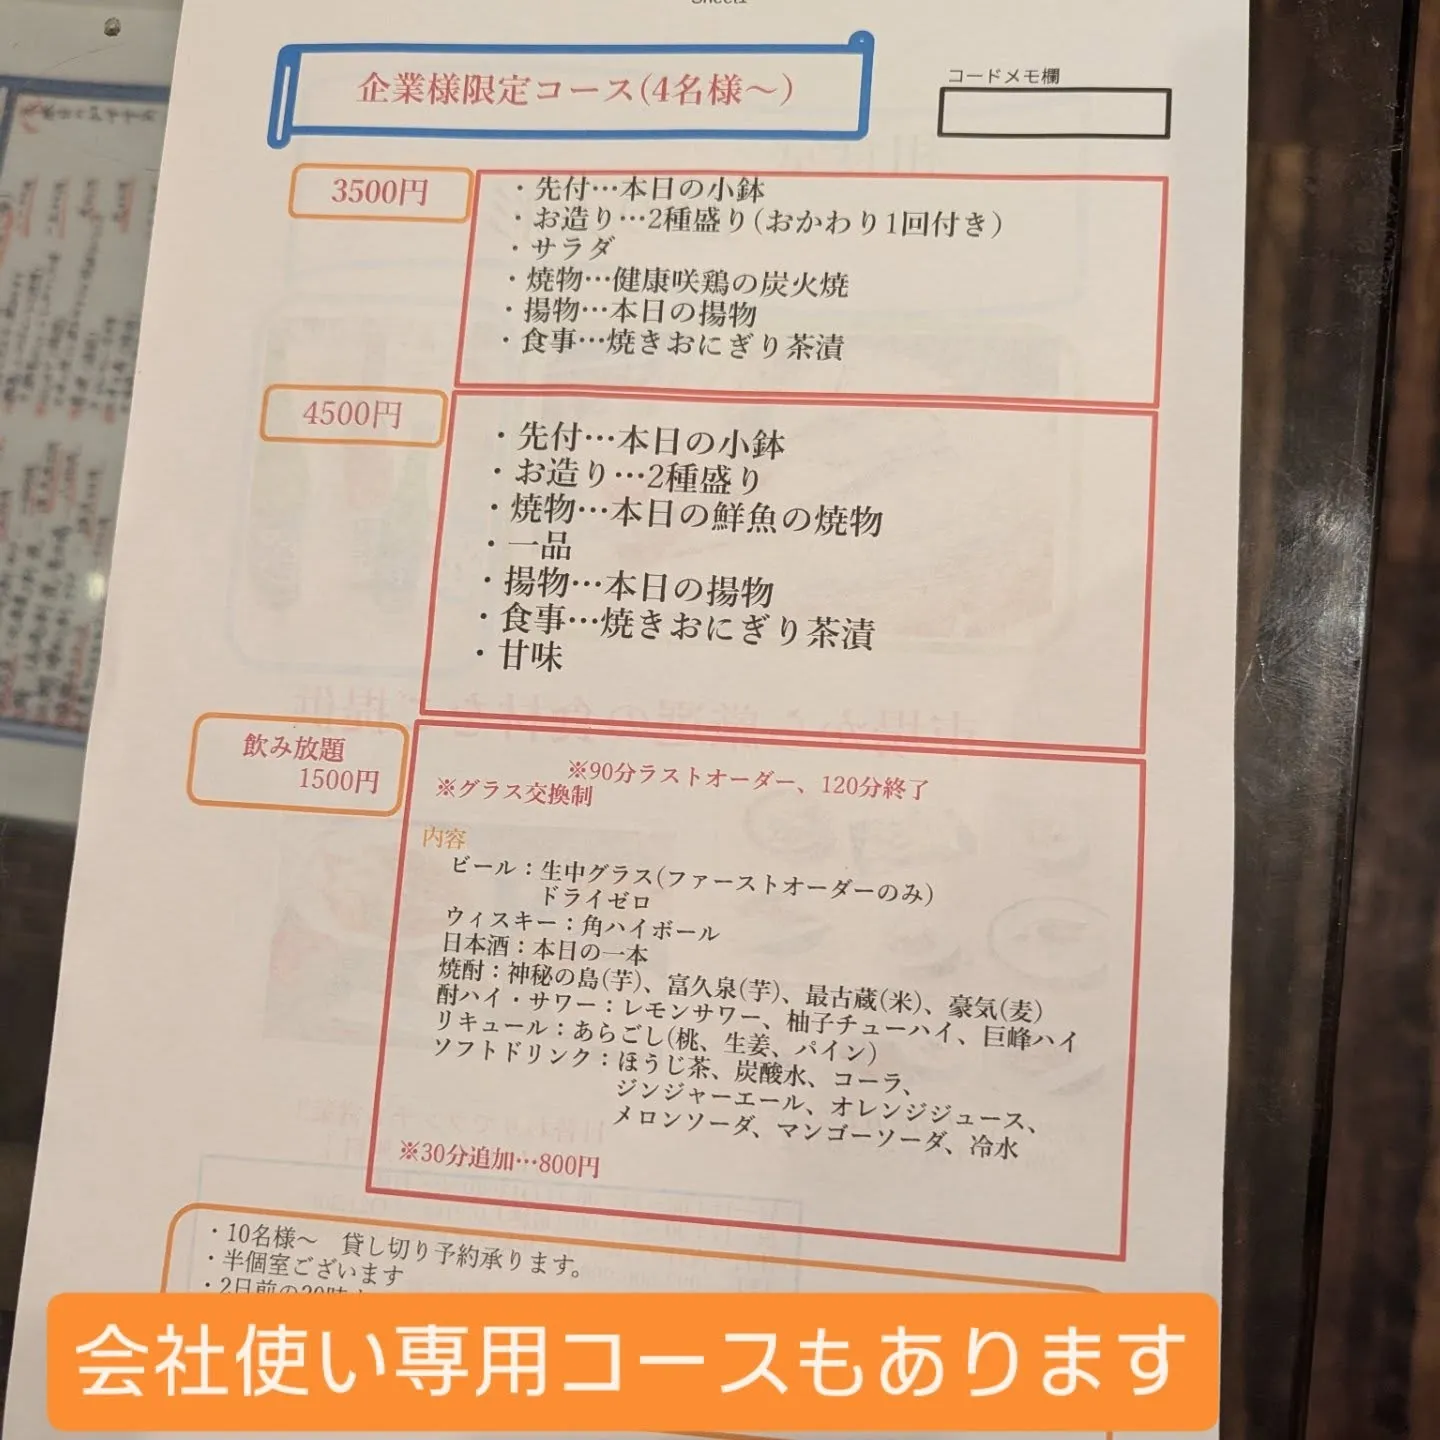 企業様限定コース(4名様～)
コードメモ欄
3500円
・先付…本日の小鉢
・お造り…2種盛り(おかわり1回付き)
・サラダ
・焼物…健康咲鶏の炭火焼
・揚物…本日の揚物
・食事…焼きおにぎり茶漬
4500円
・先付…本日の小鉢
・お造り…2種盛り
・焼物…本日の鮮魚の焼物
・一品
・揚物…本日の揚物
・食事…焼きおにぎり茶漬
・甘味
飲み放題
1500円
※90分ラストオーダー、120分終了
※グラス交換制
内容
ビール：生中グラス(ファーストオーダーのみ)
ドライゼロ
ウィスキー：角ハイボール
日本酒：本日の一本
焼酎：神秘の島(芋)、富久泉(芋)、最古蔵(米)、豪気(麦)
酎ハイ・サワー：レモンサワー、柚子チューハイ、巨峰ハイ
リキュール：あらごし(桃、生姜、パイン)
ソフトドリンク：ほうじ茶、炭酸水、コーラ、
ジンジャーエール、オレンジジュース、
メロンソーダ、マンゴーソーダ、冷水
※30分追加…800円
・10名様～　貸し切り予約承ります。
・半個室ございます
・2日前の20時
会社使い専用コースもあります